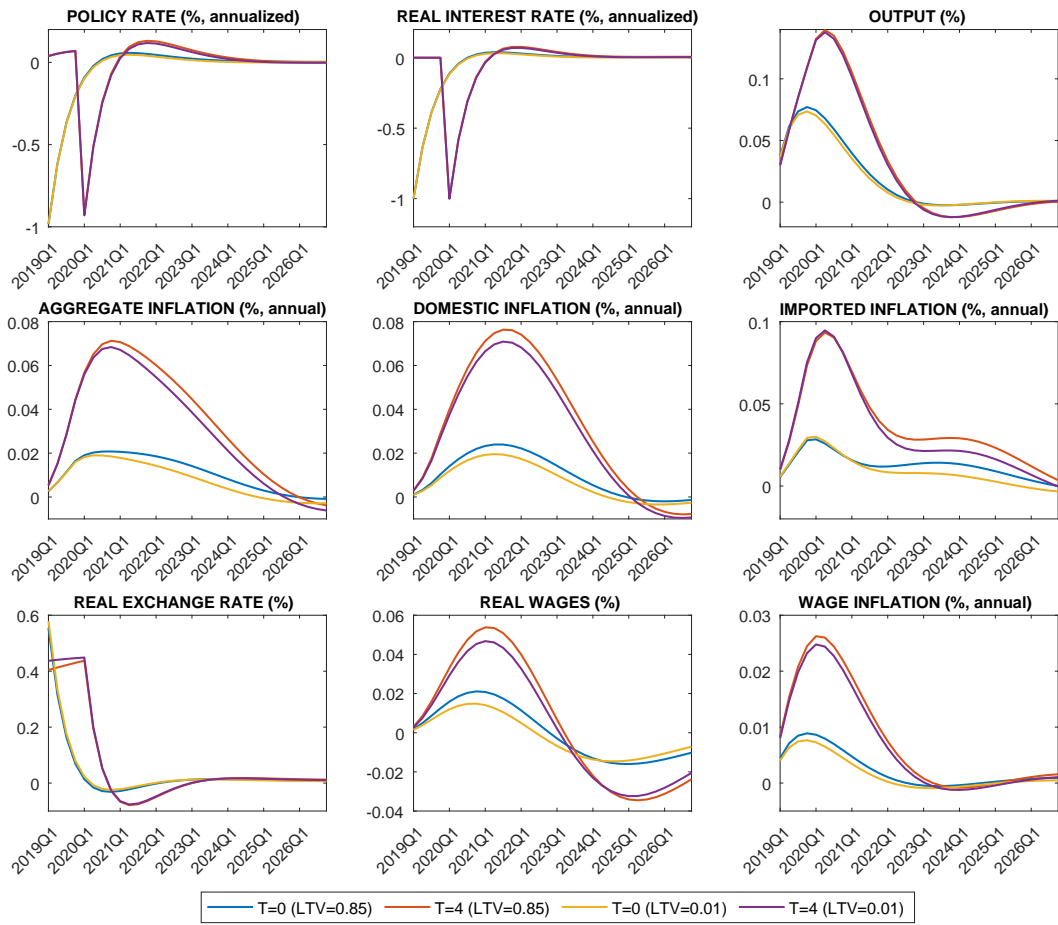 POLICY RATE (%, annualized)
REAL INTEREST RATE (%, annualized)
OUTPUT (%)
0
-0.5
-1
0
-0.5
-1
0.1
0.05
0
2019Q1
2020Q1
2021Q1
2022Q1
2023Q1
2024Q1
2025Q1
2026Q1
2019Q1
2020Q1
2021Q1
2022Q1
2023Q1
2024Q1
2025Q1
2026Q1
2019Q1
2020Q1
2021Q1
2022Q1
2023Q1
2024Q1
2025Q1
2026Q1
AGGREGATE INFLATION (%, annual)
DOMESTIC INFLATION (%, annual)
IMPORTED INFLATION (%, annual)
0.08
0.06
0.04
0.02
0
0.08
0.06
0.04
0.02
0
0.1
0.05
0
2019Q1
2020Q1
2021Q1
2022Q1
2023Q1
2024Q1
2025Q1
2026Q1
2019Q1
2020Q1
2021Q1
2022Q1
2023Q1
2024Q1
2025Q1
2026Q1
2019Q1
2020Q1
2021Q1
2022Q1
2023Q1
2024Q1
2025Q1
2026Q1
REAL EXCHANGE RATE (%)
REAL WAGES (%)
WAGE INFLATION (%, annual)
0.6
0.4
0.2
0
0.06
0.04
0.02
0
-0.02
-0.04
0.03
0.02
0.01
0
2019Q1
2020Q1
2021Q1
2022Q1
2023Q1
2024Q1
2025Q1
2026Q1
2019Q1
2020Q1
2021Q1
2022Q1
2023Q1
2024Q1
2025Q1
2026Q1
2019Q1
2020Q1
2021Q1
2022Q1
2023Q1
2024Q1
2025Q1
2026Q1
T=0 (LTV=0.85) T=4 (LTV=0.85) T=0 (LTV=0.01) T=4 (LTV=0.01)